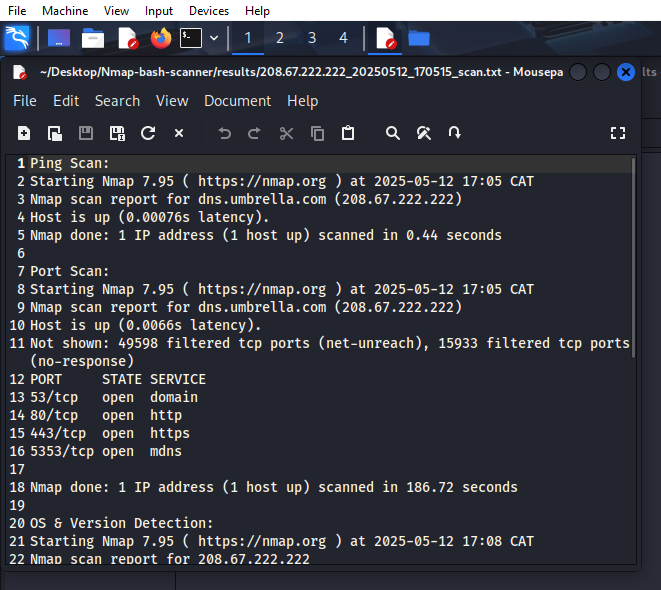 File Machine View Input Devices Help
1 2 3 4
~/Desktop/Nmap-bash-scanner/results/208.67.222.222_20250512_170515_scan.txt - Mousepa
lts
File Edit Search View Document Help
1 Ping Scan:
2 Starting Nmap 7.95 ( https://nmap.org ) at 2025-05-12 17:05 CAT
3 Nmap scan report for dns.umbrella.com (208.67.222.222)
4 Host is up (0.00076s latency).
5 Nmap done: 1 IP address (1 host up) scanned in 0.44 seconds
6
7 Port Scan:
8 Starting Nmap 7.95 ( https://nmap.org ) at 2025-05-12 17:05 CAT
9 Nmap scan report for dns.umbrella.com (208.67.222.222)
10 Host is up (0.0066s latency).
11 Not shown: 49598 filtered tcp ports (net-unreach), 15933 filtered tcp ports
(no-response)
12 PORT     STATE SERVICE
13 53/tcp   open  domain
14 80/tcp   open  http
15 443/tcp  open  https
16 5353/tcp open  mdns
17
18 Nmap done: 1 IP address (1 host up) scanned in 186.72 seconds
19
20 OS & Version Detection:
21 Starting Nmap 7.95 ( https://nmap.org ) at 2025-05-12 17:08 CAT
22 Nmap scan report for 208.67.222.222